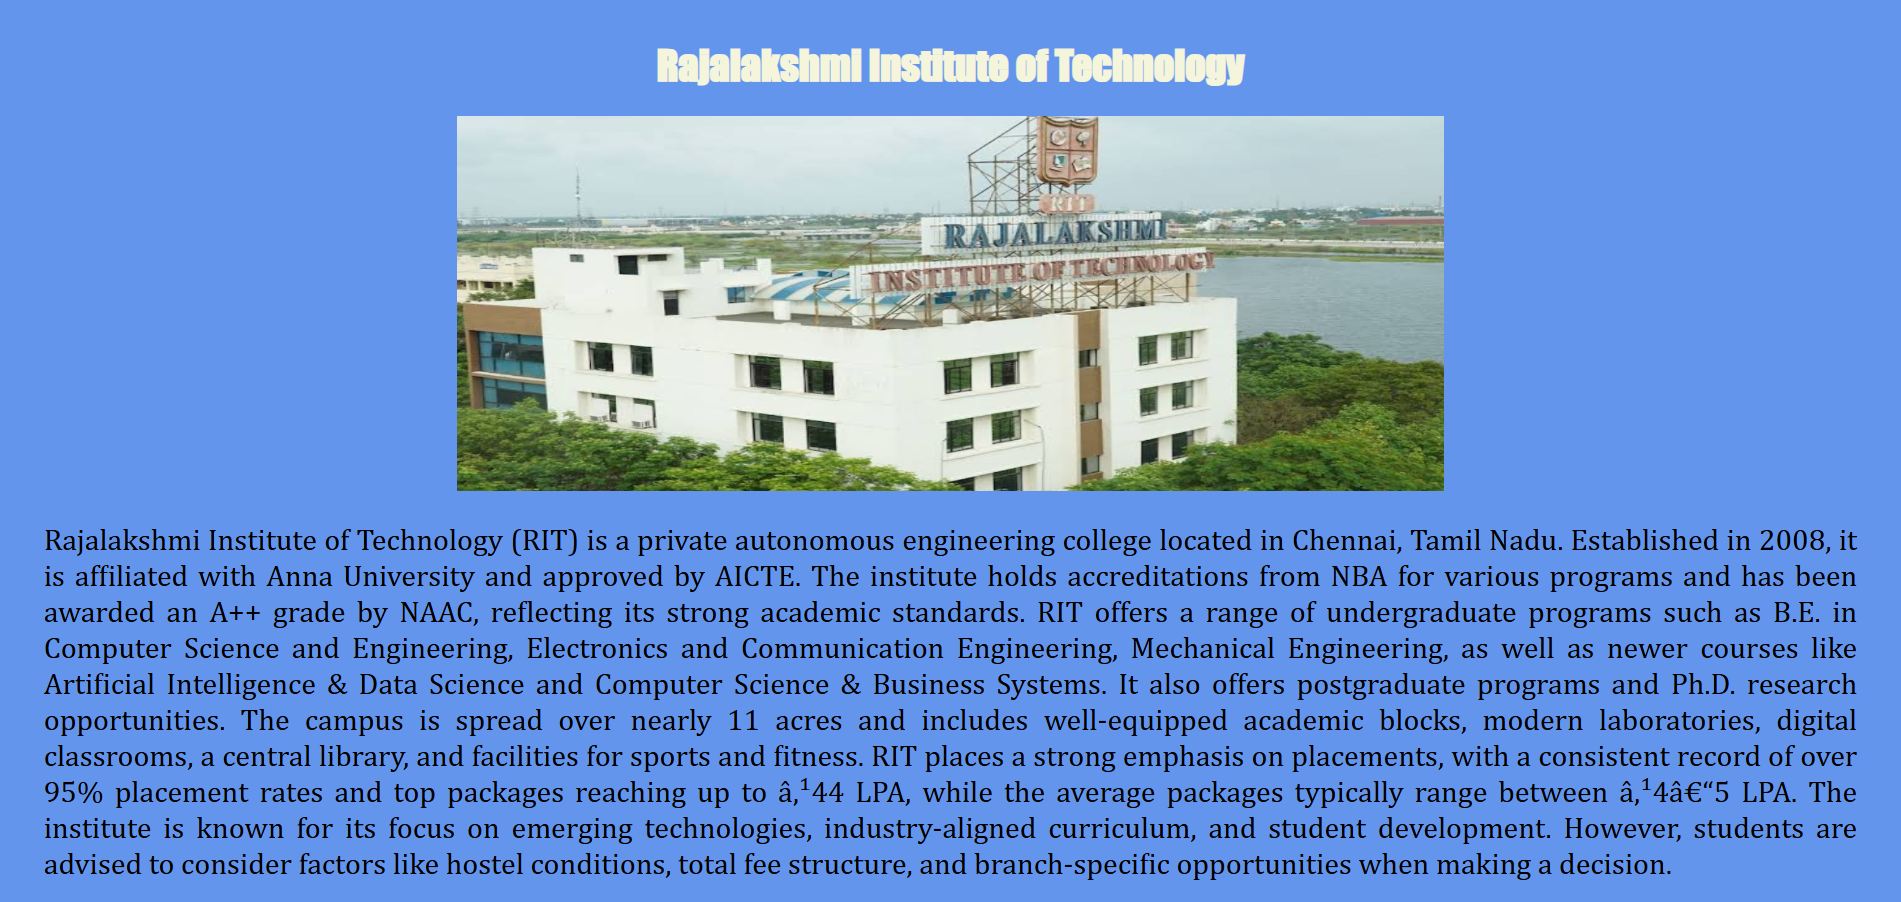 Rajalakshmi Institute of Technology
RIT
RAJALAKSHMI
INSTITUTE OF TECHNOLOGY
Rajalakshmi Institute of Technology (RIT) is a private autonomous engineering college located in Chennai, Tamil Nadu. Established in 2008, it
is affiliated with Anna University and approved by AICTE. The institute holds accreditations from NBA for various programs and has been
awarded an A++ grade by NAAC, reflecting its strong academic standards. RIT offers a range of undergraduate programs such as B.E. in
Computer Science and Engineering, Electronics and Communication Engineering, Mechanical Engineering, as well as newer courses like
Artificial Intelligence & Data Science and Computer Science & Business Systems. It also offers postgraduate programs and Ph.D. research
opportunities. The campus is spread over nearly 11 acres and includes well-equipped academic blocks, modern laboratories, digital
classrooms, a central library, and facilities for sports and fitness. RIT places a strong emphasis on placements, with a consistent record of over
95% placement rates and top packages reaching up to â‚¹44 LPA, while the average packages typically range between â‚¹4â€“5 LPA. The
institute is known for its focus on emerging technologies, industry-aligned curriculum, and student development. However, students are
advised to consider factors like hostel conditions, total fee structure, and branch-specific opportunities when making a decision.